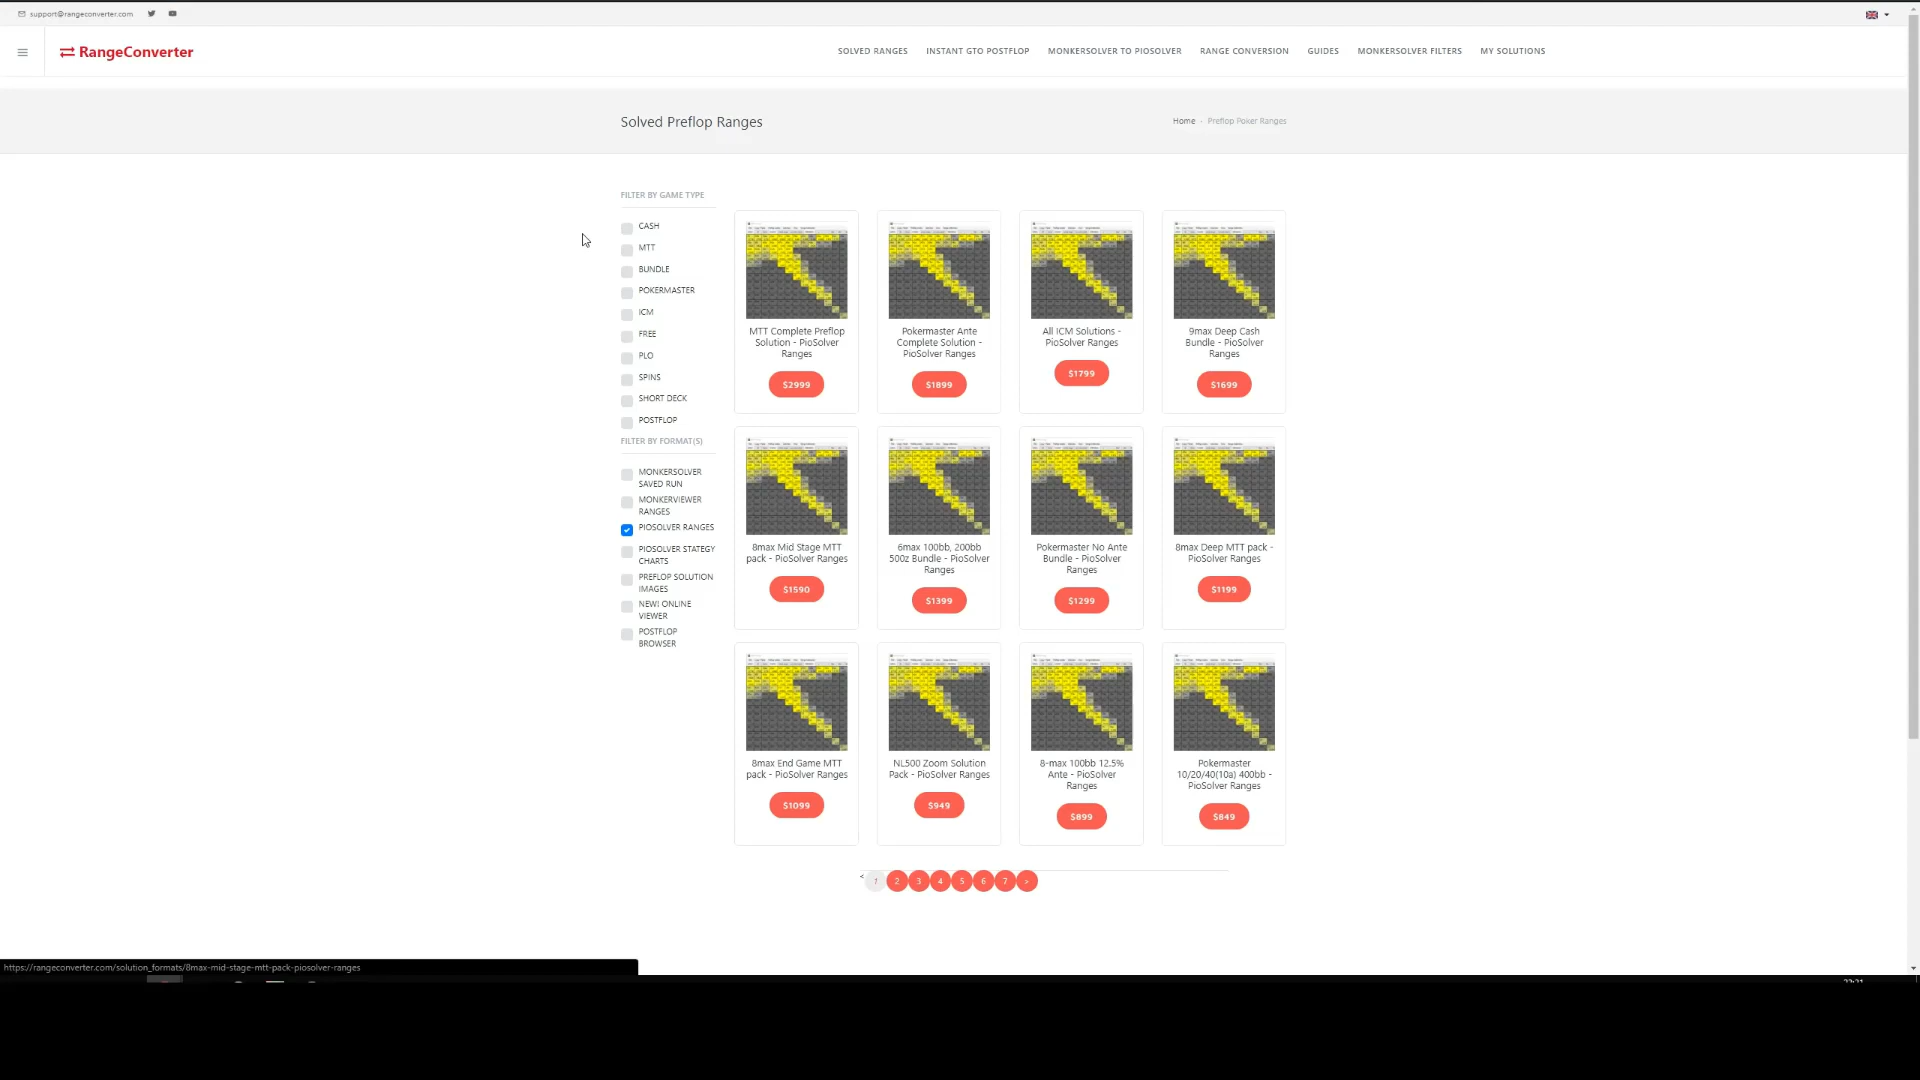 support@rangeconverter.com
RangeConverter
SOLVED RANGES
INSTANT GTO POSTFLOP
MONKERSOLVER TO PIOSOLVER
RANGE CONVERSION
GUIDES
MONKERSOLVER FILTERS
MY SOLUTIONS
Solved Preflop Ranges
Home - Preflop Poker Ranges
FILTER BY GAME TYPE
CASH
MTT
BUNDLE
POKERMASTER
ICM
FREE
PLO
SPINS
SHORT DECK
POSTFLOP
FILTER BY FORMAT(S)
MONKERSOLVER
SAVED RUN
MONKERVIEWER
RANGES
PIOSOLVER RANGES
PIOSOLVER STATEGY
CHARTS
PREFLOP SOLUTION
IMAGES
NEW! ONLINE
VIEWER
POSTFLOP
BROWSER
MTT Complete Preflop
Solution - PioSolver
Ranges
$2999
Pokermaster Ante
Complete Solution -
PioSolver Ranges
$1899
All ICM Solutions -
PioSolver Ranges
$1799
9max Deep Cash
Bundle - PioSolver
Ranges
$1699
8max Mid Stage MTT
pack - PioSolver Ranges
$1590
6max 100bb, 200bb
500z Bundle - PioSolver
Ranges
$1399
Pokermaster No Ante
Bundle - PioSolver
Ranges
$1299
8max Deep MTT pack -
PioSolver Ranges
$1199
8max End Game MTT
pack - PioSolver Ranges
$1099
NL500 Zoom Solution
Pack - PioSolver Ranges
$949
8-max 100bb 12.5%
Ante - PioSolver
Ranges
$899
Pokermaster
10/20/40(10a) 400bb -
PioSolver Ranges
$849
< 1 2 3 4 5 6 7 >
https://rangeconverter.com/solution_formats/8max-mid-stage-mtt-pack-piosolver-ranges